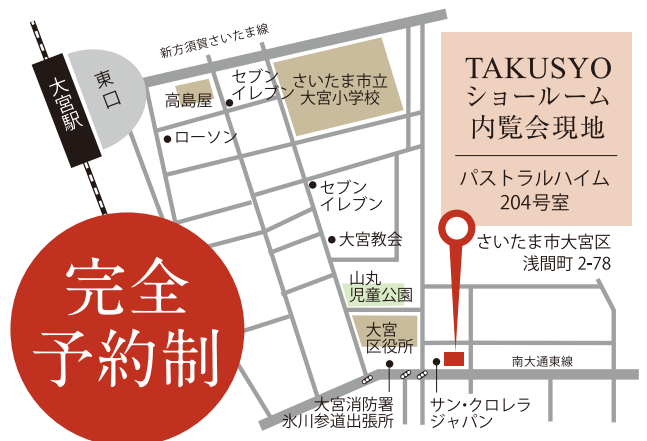 新方須賀さいたま線
大宮駅
東口
高島屋
セブン
イレブン
さいたま市立
大宮小学校
ローソン
TAKUSYO
ショールーム
内覧会現地
パストラルハイム
204号室
セブン
イレブン
大宮教会
さいたま市大宮区
浅間町 2-78
山丸
児童公園
完全
予約制
大宮
区役所
南大通東線
大宮消防署
氷川参道出張所
サン・クロレラ
ジャパン